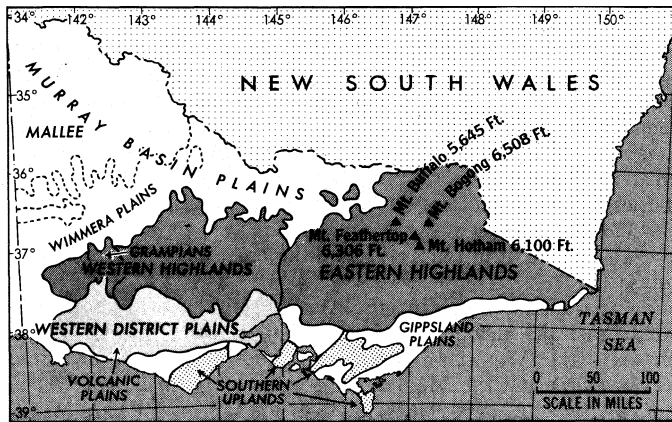 142° 143° 144° 145° 146° 147° 148° 149° 150°
34°
35°
36°
37°
38°
39°
NEW SOUTH WALES
MURRAY BASIN PLAINS
MALLEE
WIMMERA PLAINS
Mt. Buffalo 5,645 Ft.
Mt. Bogong 6,508 Ft.
Mt. Feathertop
6,306 Ft.
Mt. Hotham 6,100 Ft.
GRAMPIANS
WESTERN HIGHLANDS
EASTERN HIGHLANDS
WESTERN DISTRICT PLAINS
GIPPSLAND
PLAINS
TASMAN
SEA
VOLCANIC
PLAINS
SOUTHERN
UPLANDS
0 50 100
SCALE IN MILES